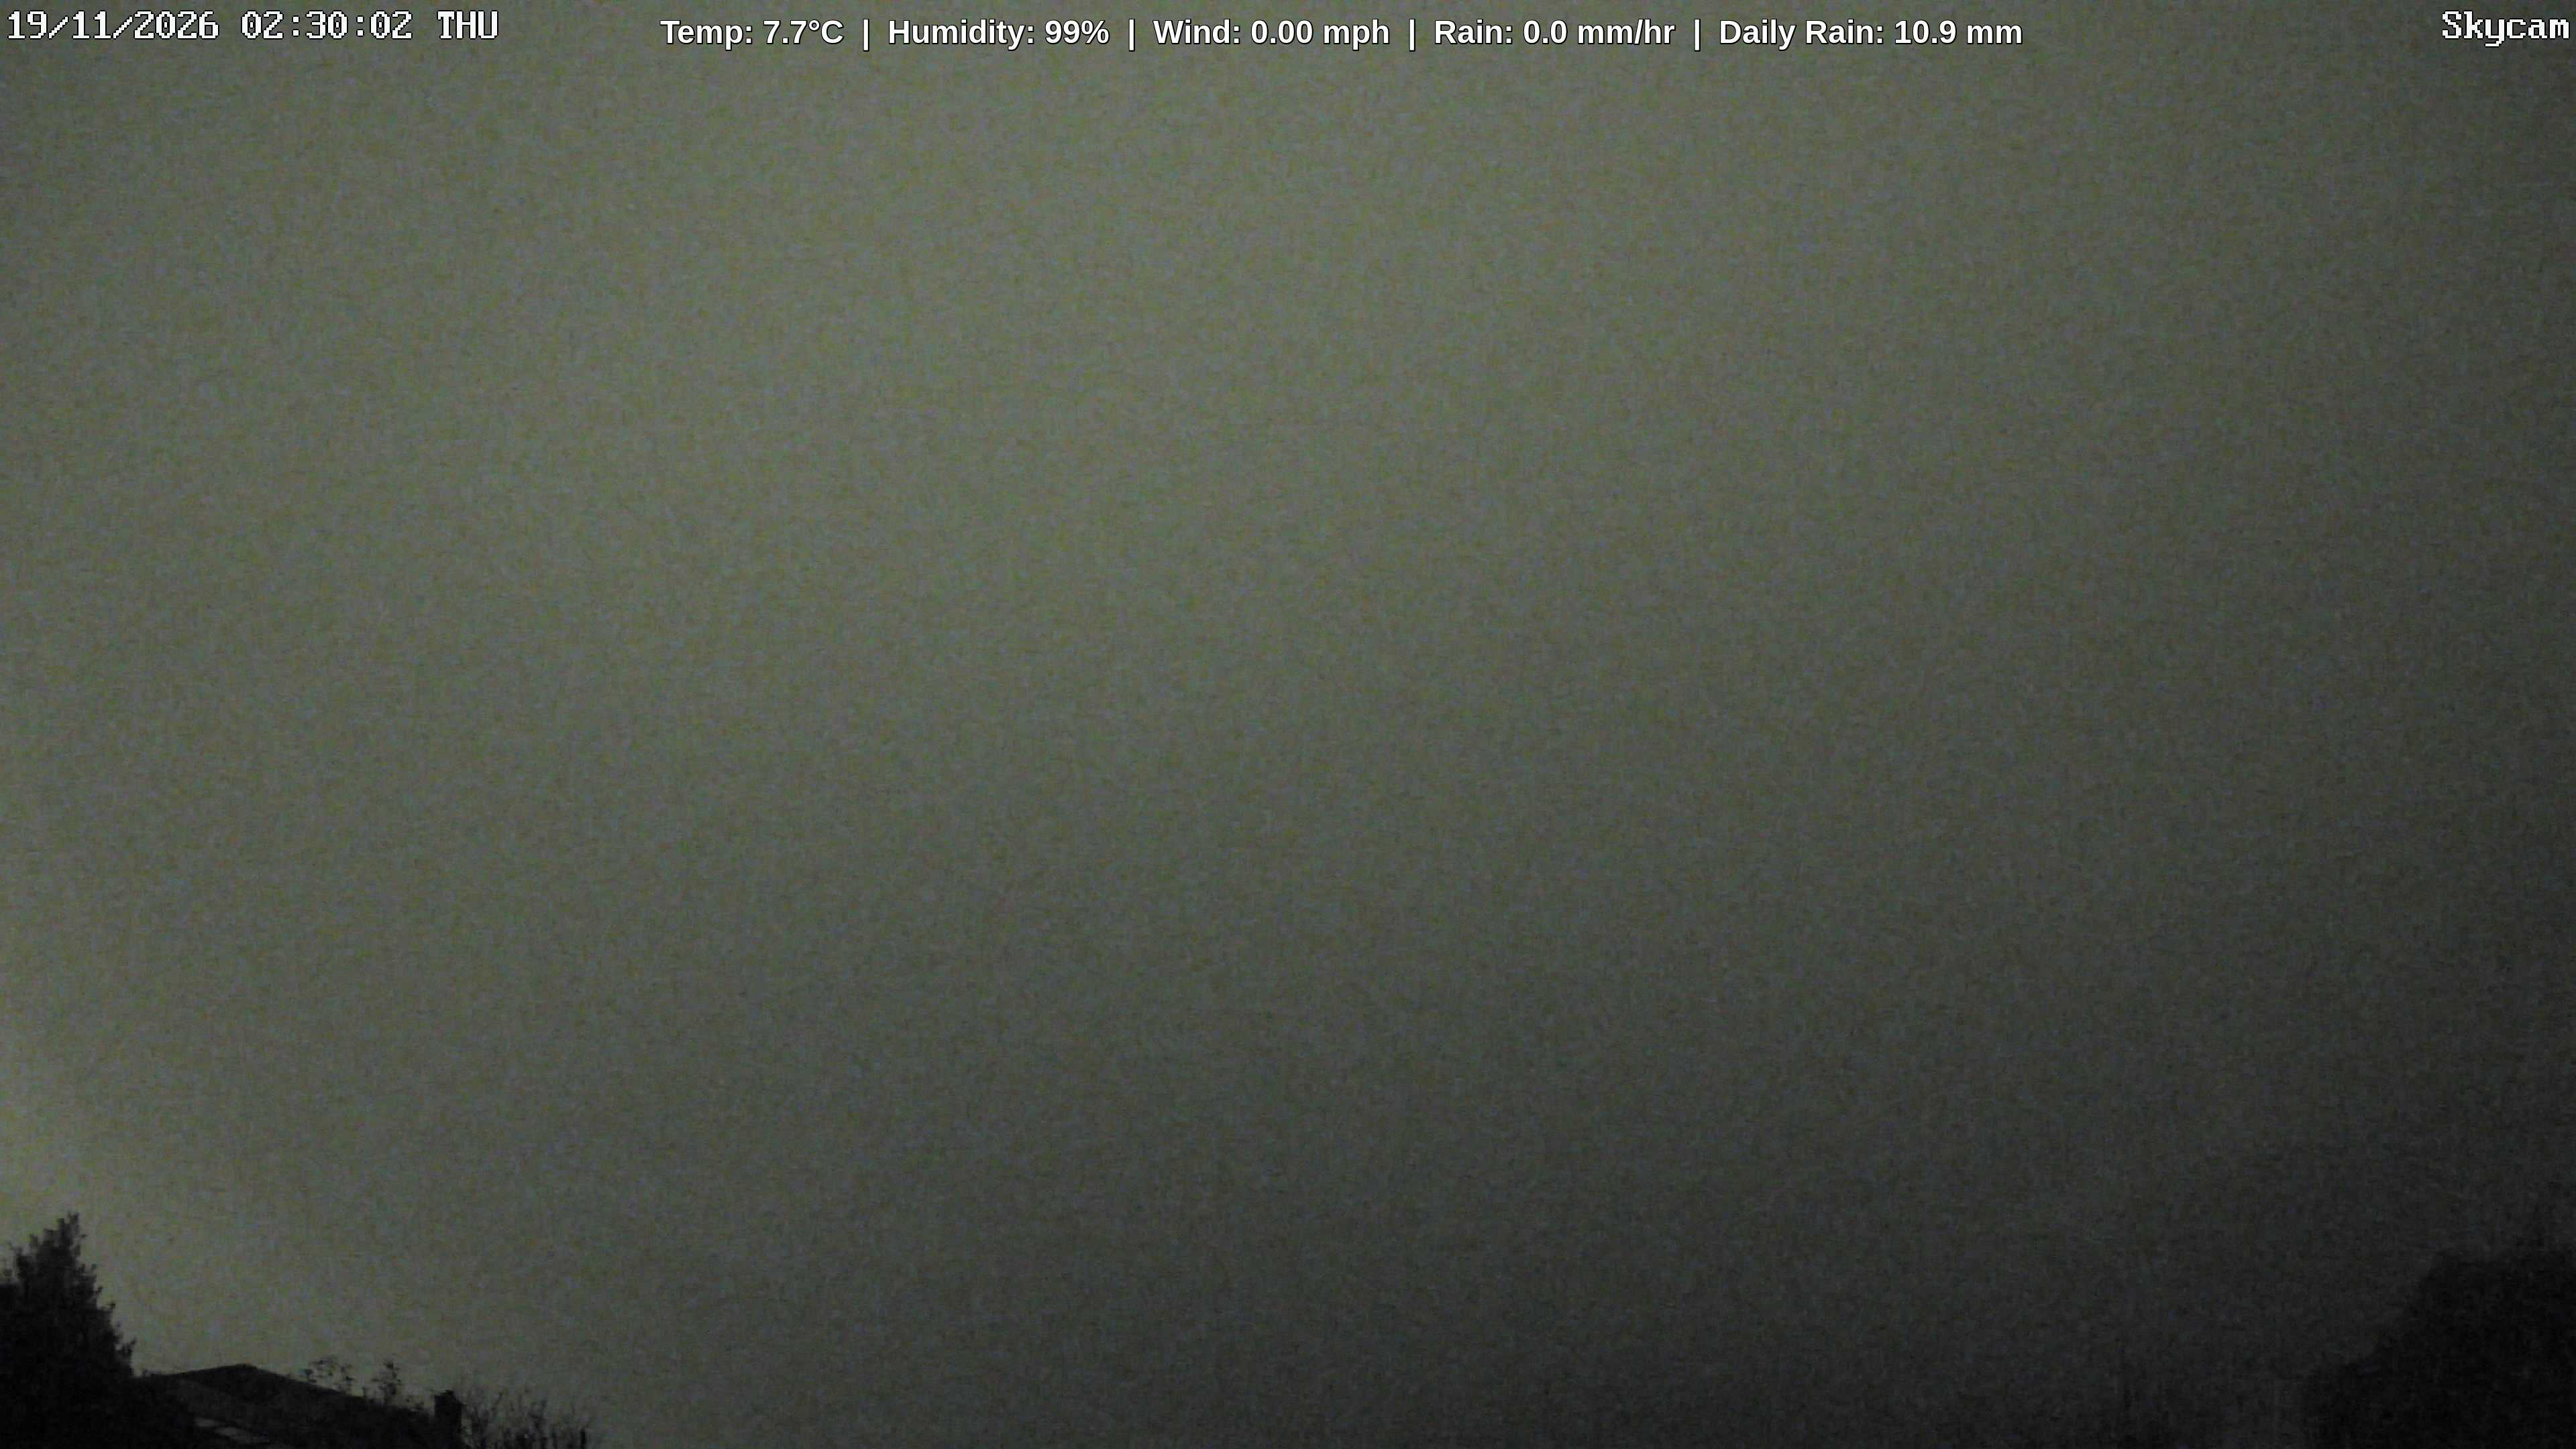 19/11/2026 02:30:02 THU
Temp: 7.7°C | Humidity: 99% | Wind: 0.00 mph | Rain: 0.0 mm/hr | Daily Rain: 10.9 mm
Skycam